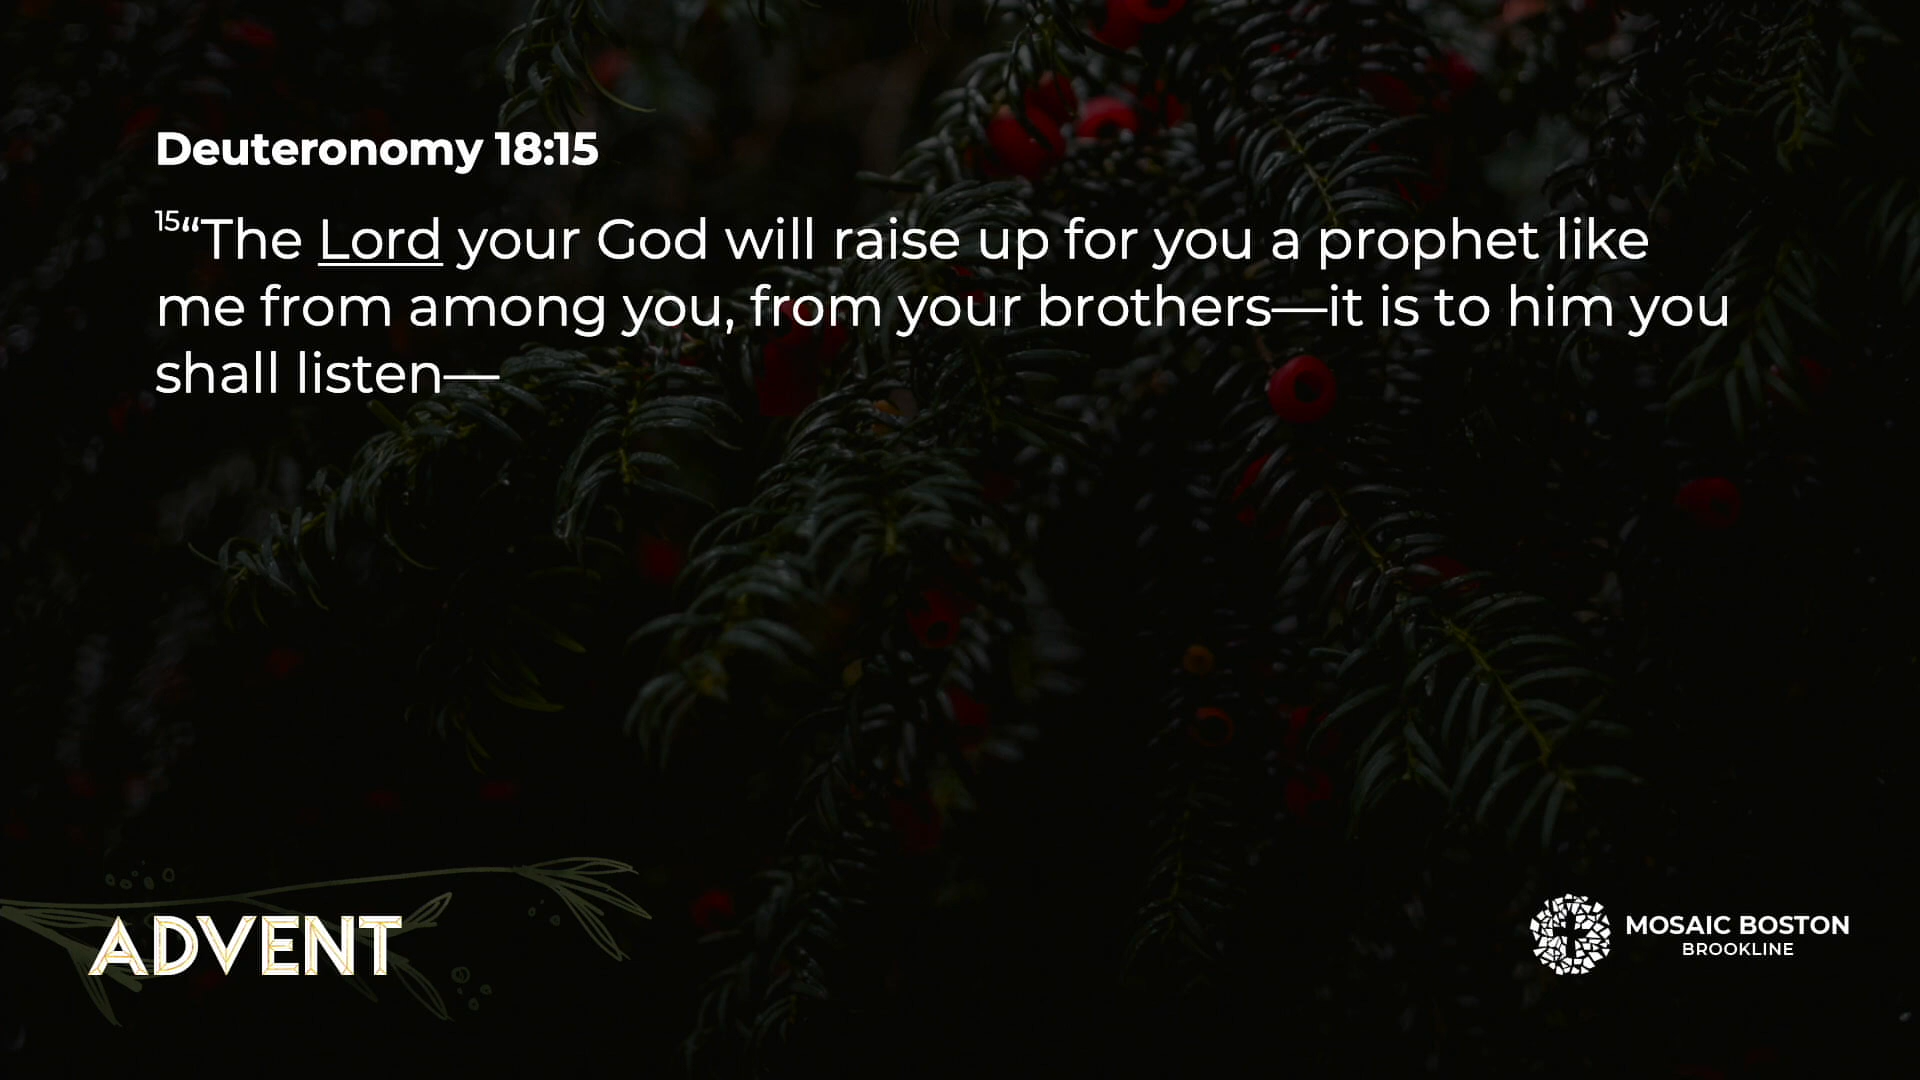 Deuteronomy 18:15
15“The Lord your God will raise up for you a prophet like
me from among you, from your brothers—it is to him you
shall listen—
ADVENT
MOSAIC BOSTON
BROOKLINE